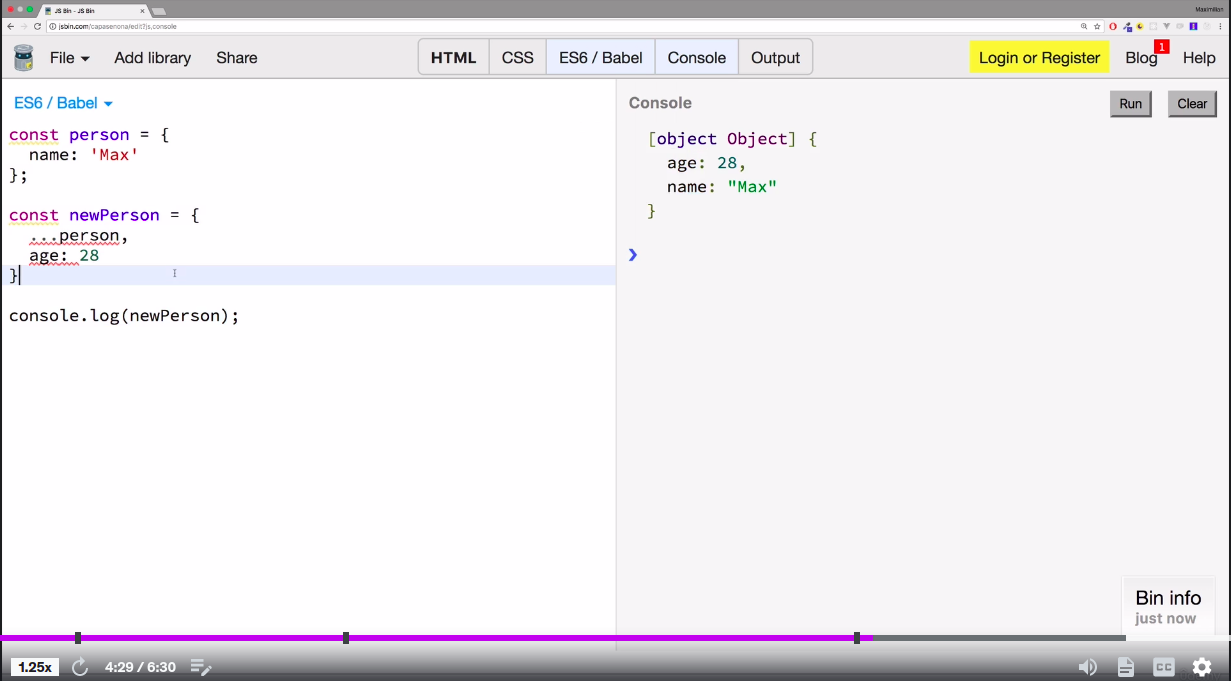 JS Bin - JS Bin
Maximilian
jsbin.com/capasenona/edit?js,console
File Add library Share HTML CSS ES6 / Babel Console Output Login or Register Blog 1 Help
ES6 / Babel
Console Run Clear
const person = {
  name: 'Max'
};

const newPerson = {
  ...person,
  age: 28
}

console.log(newPerson);
[object Object] {
  age: 28,
  name: "Max"
}
Bin info
just now
1.25x 4:29 / 6:30 CC